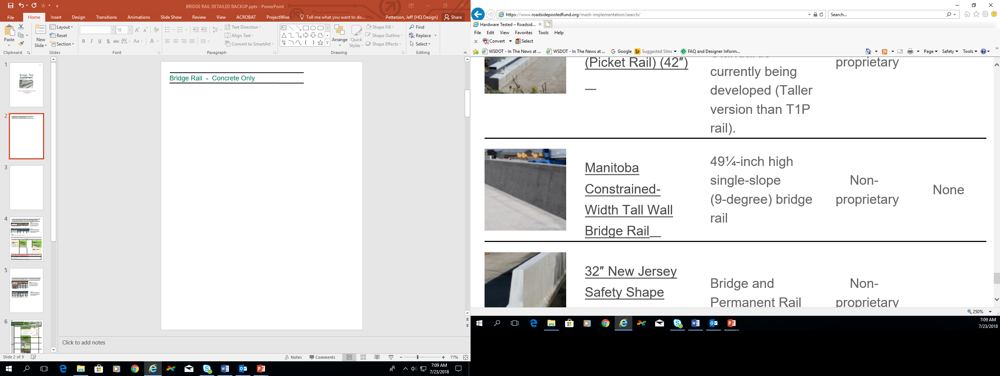 BRIDGE RAIL DETAILED BACKUP.pptx - PowerPoint
File Home Insert Design Transitions Animations Slide Show Review View ACROBAT ProjectWise Tell me what you want to do... Petterson, Jeff (HQ Design) Share
Paste
New Slide
Layout
Reset
Section
18
B I U S abc AV Aa A
Text Direction
Align Text
Convert to SmartArt
Arrange
Quick Styles
Shape Fill
Shape Outline
Shape Effects
Find
Replace
Select
Clipboard Slides Font Paragraph Drawing Editing
1
Bridge Rail
Supplement
2
3
4
5
6
Bridge Rail - Concrete Only
Click to add notes
Slide 2 of 9
Notes Comments 77%
7:09 AM
7/23/2018
https://www.roadsidepooledfund.org/mash-implementation/search/
Search...
Hardware Tested – Roadsid...
File Edit View Favorites Tools Help
x Convert Select
WSDOT - In The News at ... WSDOT - In The News at ... Google Suggested Sites FAQ and Designer Inform...
Page Safety Tools
(Picket Rail) (42″)
currently being
developed (Taller
version than T1P
rail).
proprietary
Manitoba
Constrained-
Width Tall Wall
Bridge Rail
49¼-inch high
single-slope
(9-degree) bridge
rail
Non-
proprietary
None
32″ New Jersey
Safety Shape
Bridge and
Permanent Rail
Non-
proprietary
250%
7:09 AM
7/23/2018